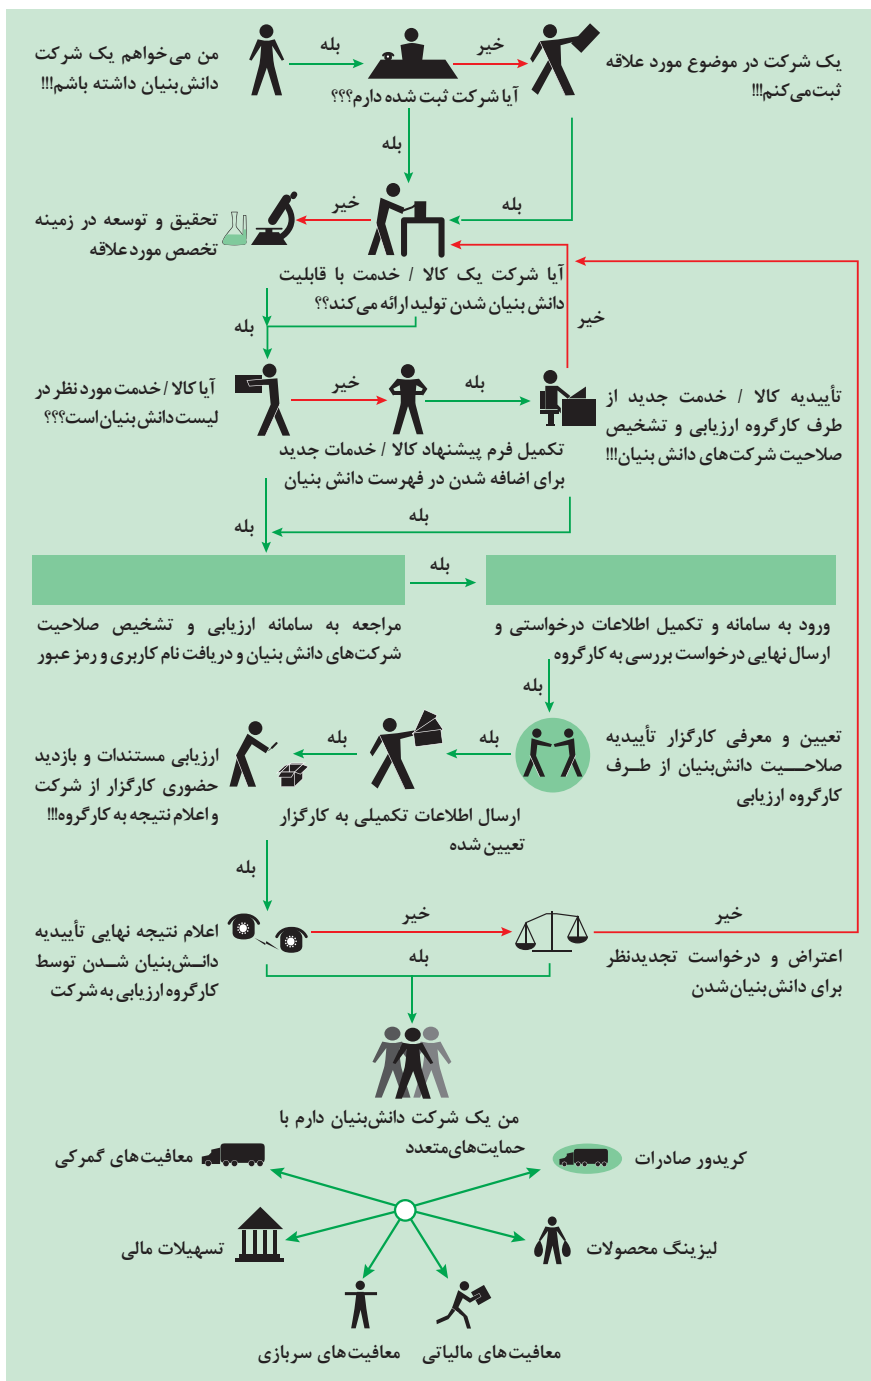 من می‌خواهم یک شرکت
دانش‌بنیان داشته باشم!!!
بله
آیا شرکت ثبت شده دارم؟؟؟
خیر
یک شرکت در موضوع مورد علاقه
ثبت‌می‌کنم!!!
بله
بله
خیر
تحقیق و توسعه در زمینه
تخصص مورد علاقه
آیا شرکت یک کالا / خدمت با قابلیت
دانش‌بنیان شدن تولید ارائه می‌کند؟؟
بله
خیر
آیا کالا / خدمت مورد نظر در
لیست دانش‌بنیان است؟؟؟
خیر
تکمیل فرم پیشنهاد کالا / خدمات جدید
برای اضافه شدن در فهرست دانش بنیان
بله
تأییدیه کالا / خدمت جدید از
طرف کارگروه ارزیابی و تشخیص
صلاحیت شرکت‌های دانش بنیان!!!
بله
بله
مراجعه به سامانه ارزیابی و تشخیص صلاحیت
شرکت‌های دانش بنیان و دریافت نام کاربری و رمز عبور
بله
ورود به سامانه و تکمیل اطلاعات درخواستی و
ارسال نهایی درخواست بررسی به کارگروه
بله
تعیین و معرفی کارگزار تأییدیه
صلاحـــیت دانش‌بنیان از طــرف
کارگروه ارزیابی
بله
ارسال اطلاعات تکمیلی به کارگزار
تعیین شده
بله
ارزیابی مستندات و بازدید
حضوری کارگزار از شرکت
و اعلام نتیجه به کارگروه!!!
بله
اعلام نتیجه نهایی تأییدیه
دانـش‌بنیان شــدن توسط
کارگروه ارزیابی به شرکت
خیر
بله
خیر
اعتراض و درخواست تجدیدنظر
برای دانش‌بنیان‌شدن
من یک شرکت دانش‌بنیان دارم با
حمایت‌های‌متعدد
کریدور صادرات
معافیت‌های گمرکی
لیزینگ محصولات
تسهیلات مالی
معافیت‌های مالیاتی
معافیت‌های سربازی